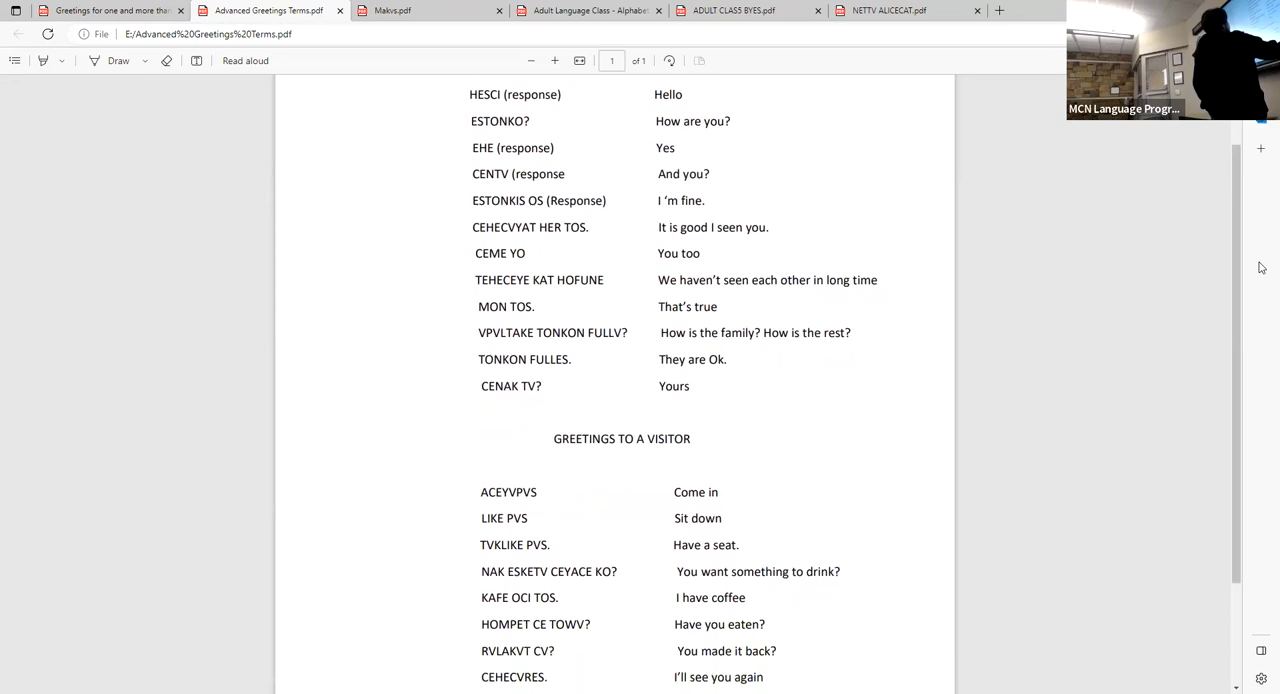 Greetings for one and more than
Advanced Greetings Terms.pdf
Makvs.pdf
Adult Language Class - Alphabet
ADULT CLAS5 BYES.pdf
NETTV ALICECAT.pdf
File E:/Advanced%20Greetings%20Terms.pdf
Draw Read aloud 1 of 1
MCN Language Progr...
HESCI (response) Hello
ESTONKO? How are you?
EHE (response) Yes
CENTV (response And you?
ESTONKIS OS (Response) I ‘m fine.
CEHECVYAT HER TOS. It is good I seen you.
CEME YO You too
TEHECEYE KAT HOFUNE We haven’t seen each other in long time
MON TOS. That’s true
VPVLTAKE TONKON FULLV? How is the family? How is the rest?
TONKON FULLES. They are Ok.
CENAK TV? Yours
GREETINGS TO A VISITOR
ACEYVPVS Come in
LIKE PVS Sit down
TVKLIKE PVS. Have a seat.
NAK ESKETV CEYACE KO? You want something to drink?
KAFE OCI TOS. I have coffee
HOMPET CE TOWV? Have you eaten?
RVLAKVT CV? You made it back?
CEHECVRES. I’ll see you again